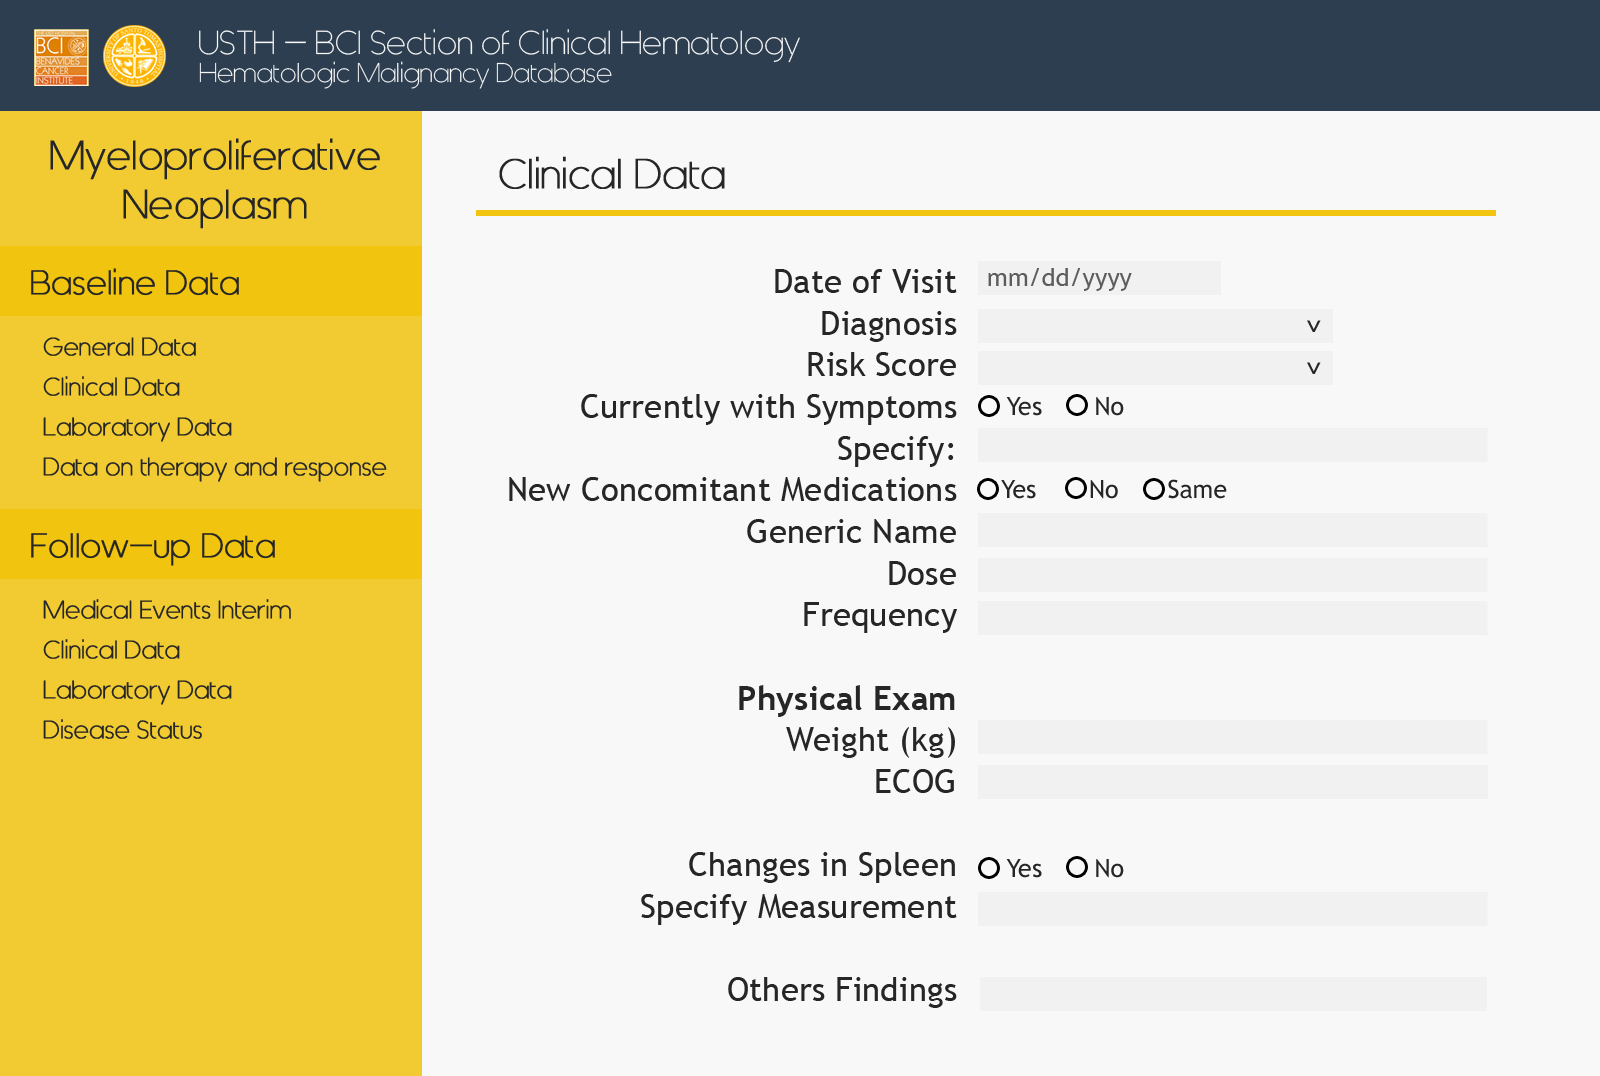 BCI
BENAVIDES
CANCER
INSTITUTE
USTH – BCI Section of Clinical Hematology
Hematologic Malignancy Database
Myeloproliferative
Neoplasm
Baseline Data
General Data
Clinical Data
Laboratory Data
Data on therapy and response
Follow-up Data
Medical Events Interim
Clinical Data
Laboratory Data
Disease Status
Clinical Data
Date of Visit mm/dd/yyyy
Diagnosis v
Risk Score v
Currently with Symptoms Yes No
Specify:
New Concomitant Medications Yes No Same
Generic Name
Dose
Frequency
Physical Exam
Weight (kg)
ECOG
Changes in Spleen Yes No
Specify Measurement
Others Findings